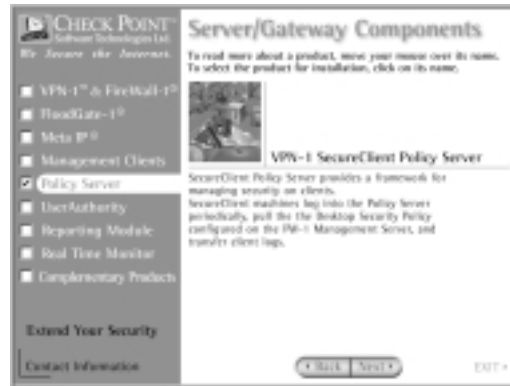 CHECK POINT™
Software Technologies Ltd.
We Secure the Internet
VPN-1™ & FireWall-1®
FloodGate-1®
Meta IP®
Management Clients
Policy Server
UserAuthority
Reporting Module
Real Time Monitor
Complementary Products
Extend Your Security
Contact Information
Server/Gateway Components
To read more about a product, move your mouse over its name.
To select the product for installation, click on its name.
VPN-1 SecureClient Policy Server
SecureClient Policy Server provides a framework for
managing security on clients.
SecureClient machines log into the Policy Server
periodically, pull the Desktop Security Policy
configured on the FW-1 Management Server, and
transfer client logs.
Back Next
EXIT